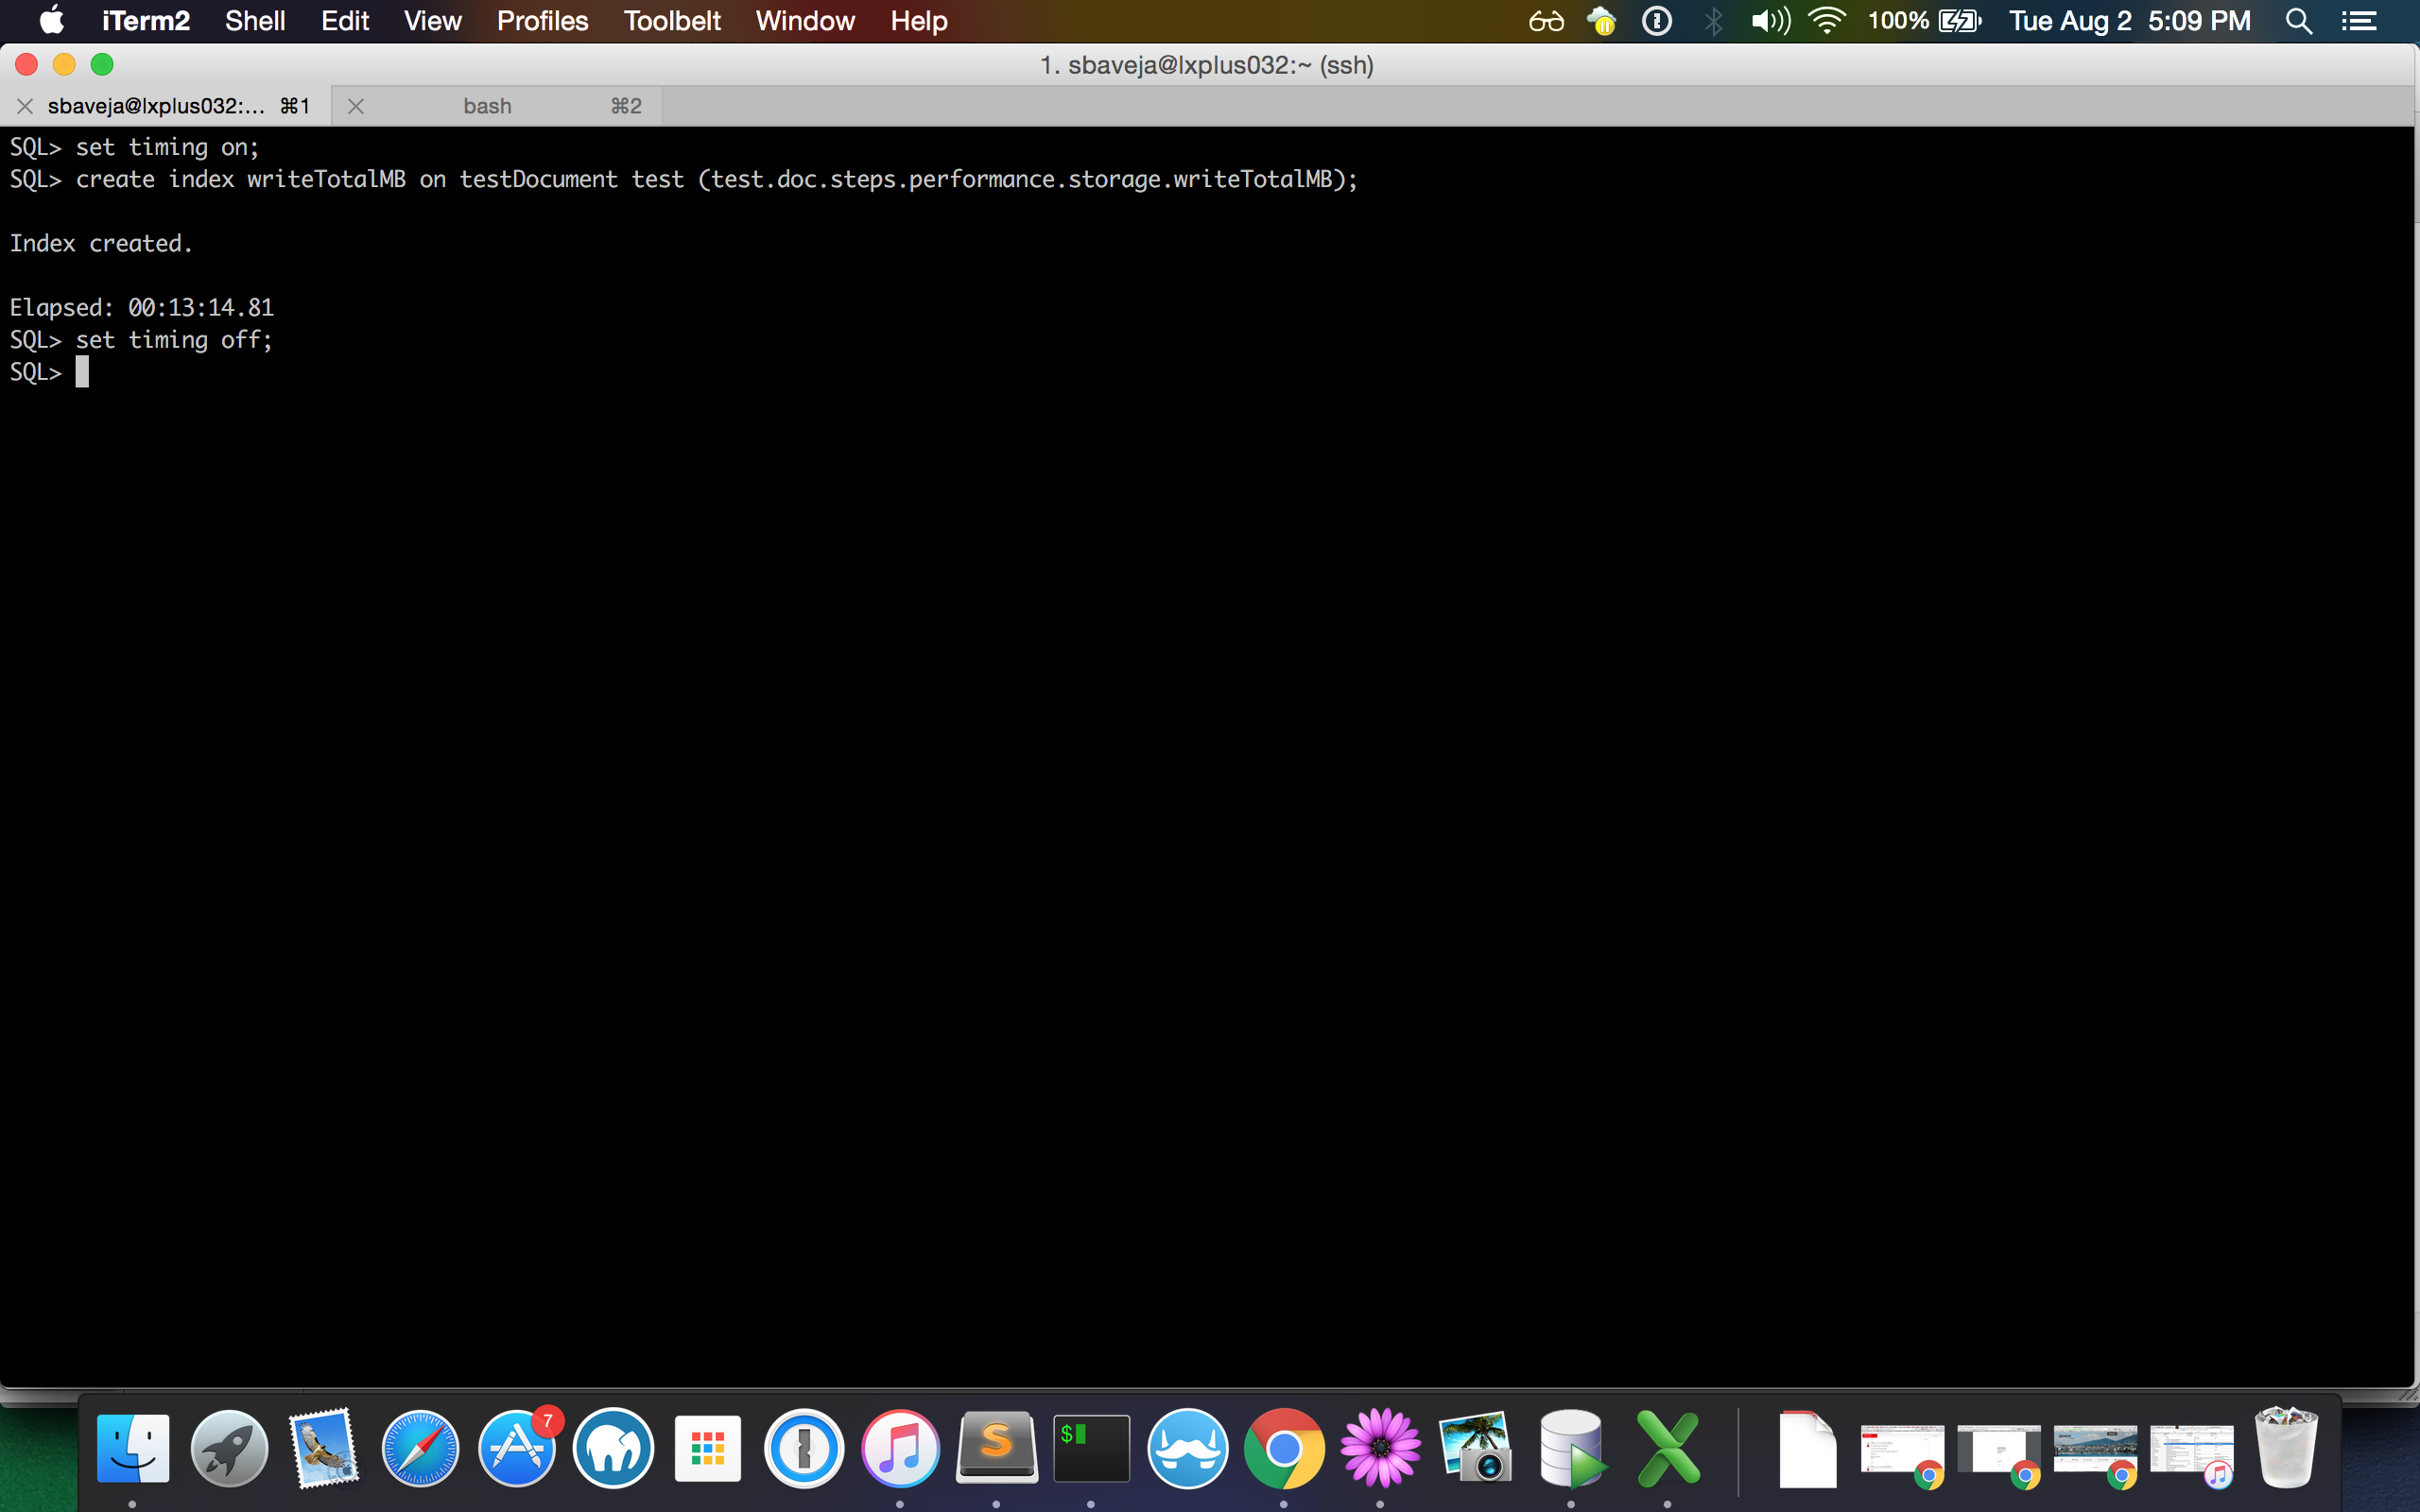 iTerm2 Shell Edit View Profiles Toolbelt Window Help 100% Tue Aug 2 5:09 PM
1. sbaveja@lxplus032:~ (ssh)
sbaveja@lxplus032:... ⌘1 bash ⌘2
SQL> set timing on;
SQL> create index writeTotalMB on testDocument test (test.doc.steps.performance.storage.writeTotalMB);
Index created.
Elapsed: 00:13:14.81
SQL> set timing off;
SQL>
7
S
$